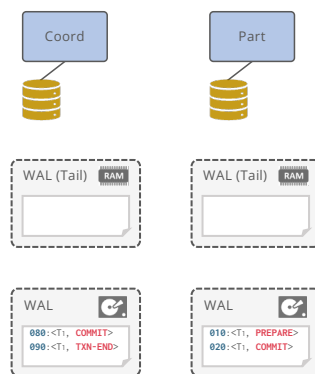 Coord
Part
WAL (Tail) RAM
WAL (Tail) RAM
WAL
080:<T₁, COMMIT>
090:<T₁, TXN-END>
WAL
010:<T₁, PREPARE>
020:<T₁, COMMIT>